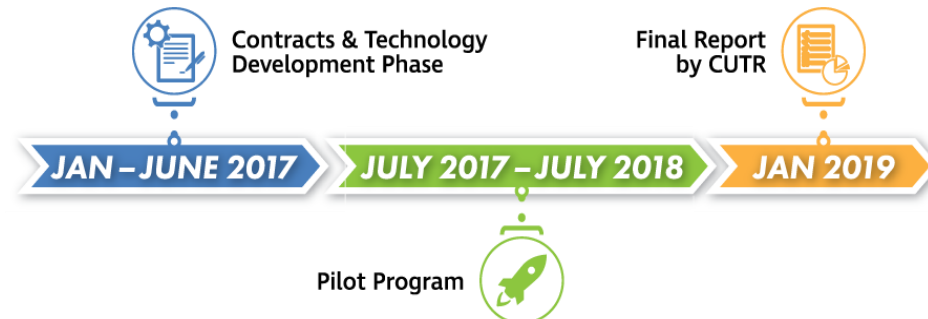 Contracts & Technology
Development Phase
Final Report
by CUTR
JAN – JUNE 2017
JULY 2017 – JULY 2018
JAN 2019
Pilot Program